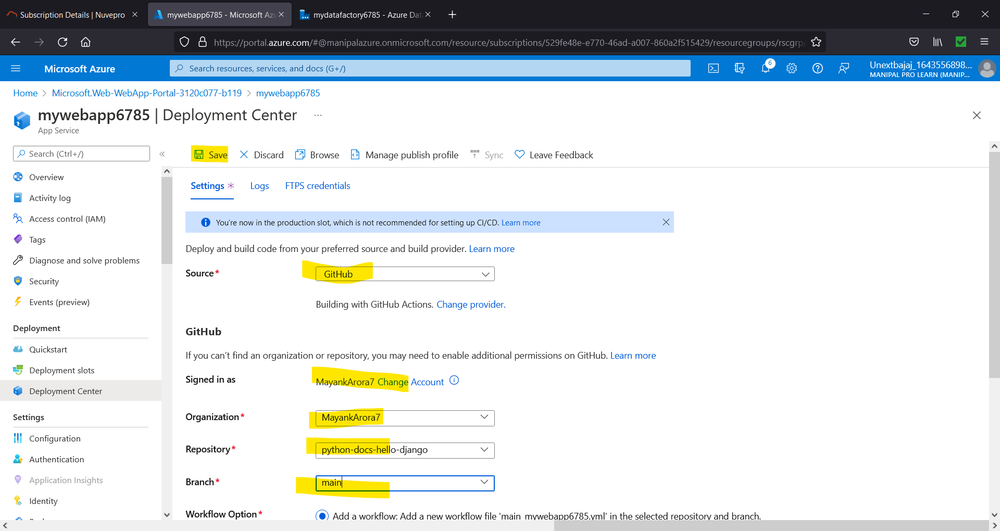 Subscription Details | Nuvepro
mywebapp6785 - Microsoft Azu
mydatafactory6785 - Azure Dat
https://portal.azure.com/#@manipalazure.onmicrosoft.com/resource/subscriptions/529fe48e-e770-46ad-a007-860a2f515429/resourcegroups/rscgrp/
Microsoft Azure
Search resources, services, and docs (G+/)
6
Unextbajaj_1643556898...
MANIPAL PRO LEARN (MANIP...
Home > Microsoft.Web-WebApp-Portal-3120c077-b119 > mywebapp6785
mywebapp6785 | Deployment Center ...
App Service
Search (Ctrl+/)
«
Overview
Activity log
Access control (IAM)
Tags
Diagnose and solve problems
Security
Events (preview)
Deployment
Quickstart
Deployment slots
Deployment Center
Settings
Configuration
Authentication
Application Insights
Identity
Save
Discard
Browse
Manage publish profile
Sync
Leave Feedback
Settings *
Logs
FTPS credentials
You're now in the production slot, which is not recommended for setting up CI/CD. Learn more
Deploy and build code from your preferred source and build provider. Learn more
Source*
GitHub
Building with GitHub Actions. Change provider.
GitHub
If you can't find an organization or repository, you may need to enable additional permissions on GitHub. Learn more
Signed in as
MayankArora7 Change Account
Organization*
MayankArora7
Repository*
python-docs-hello-django
Branch*
main
Workflow Option*
Add a workflow: Add a new workflow file 'main_mywebapp6785.yml' in the selected repository and branch.